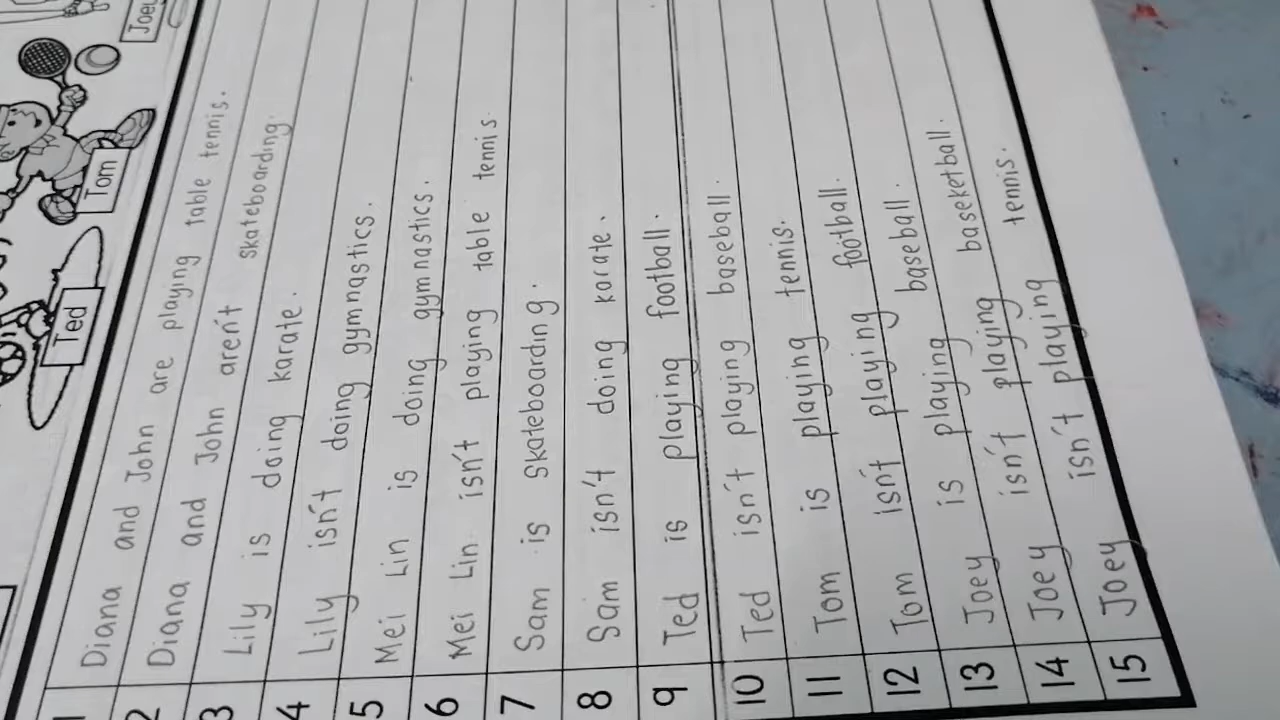 Ted
Tom
Joey
1 Diana and John are playing table tennis.
2 Diana and John aren't skateboarding.
3 Lily is doing karate.
4 Lily isn't doing gymnastics.
5 Mei Lin is doing gymnastics.
6 Mei Lin isn't playing table tennis.
7 Sam is skateboarding.
8 Sam isn't doing karate.
9 Ted is playing football.
10 Ted isn't playing baseball.
11 Tom is playing tennis.
12 Tom isn't playing football.
13 Joey is playing baseball.
14 Joey isn't playing baseketball.
15 Joey isn't playing tennis.